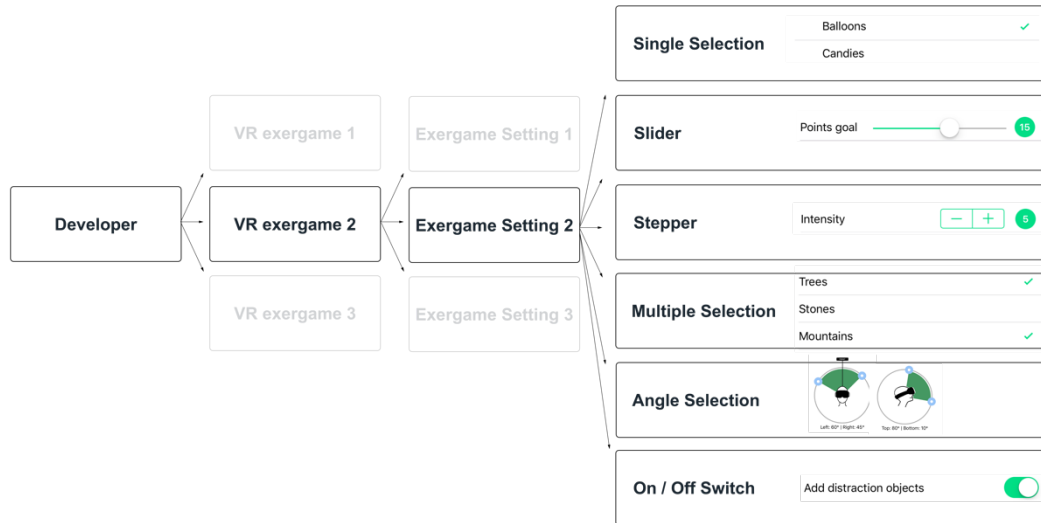 Developer
VR exergame 1
VR exergame 2
VR exergame 3
Exergame Setting 1
Exergame Setting 2
Exergame Setting 3
Single Selection
Balloons
Candies
Slider
Points goal
15
Stepper
Intensity
5
Multiple Selection
Trees
Stones
Mountains
Angle Selection
Left: 60° | Right: 45°
Top: 60° | Bottom: 10°
On / Off Switch
Add distraction objects